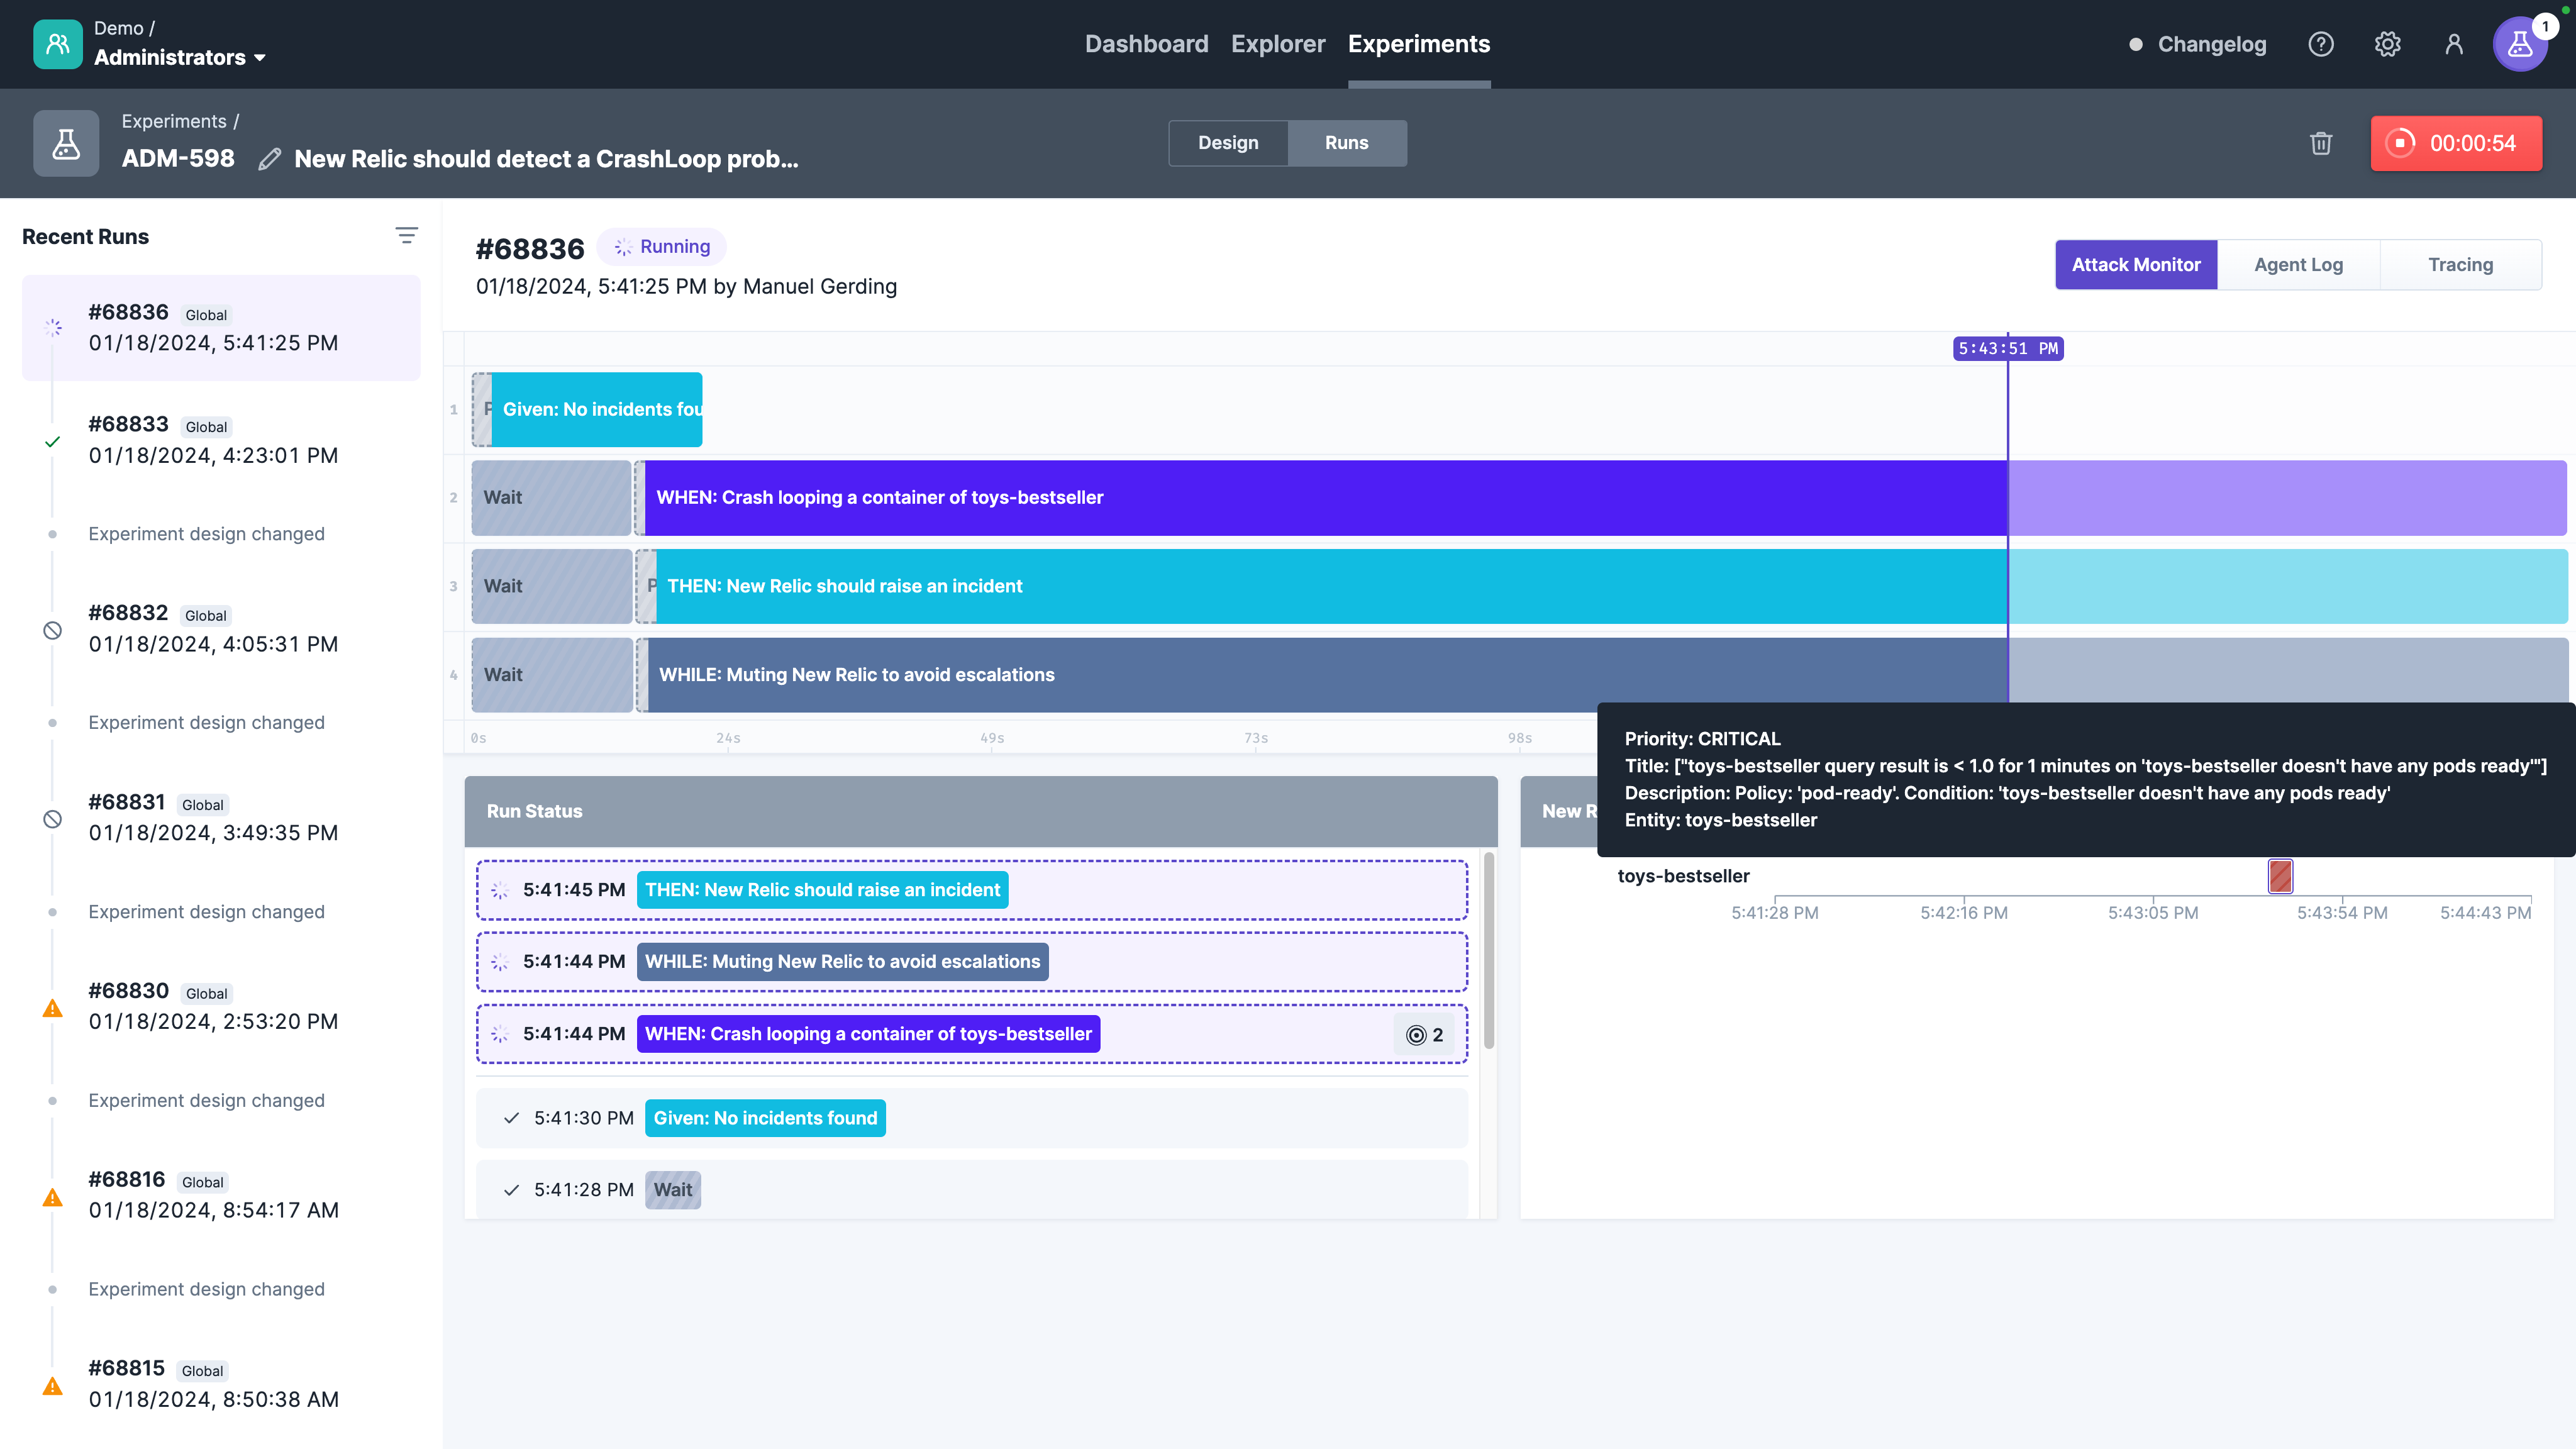 Demo /
Administrators
Dashboard Explorer Experiments
Changelog
1
Experiments /
ADM-598 New Relic should detect a CrashLoop prob...
Design Runs
00:00:54
Recent Runs
#68836 Global
01/18/2024, 5:41:25 PM
#68833 Global
01/18/2024, 4:23:01 PM
Experiment design changed
#68832 Global
01/18/2024, 4:05:31 PM
Experiment design changed
#68831 Global
01/18/2024, 3:49:35 PM
Experiment design changed
#68830 Global
01/18/2024, 2:53:20 PM
Experiment design changed
#68816 Global
01/18/2024, 8:54:17 AM
Experiment design changed
#68815 Global
01/18/2024, 8:50:38 AM
#68836 Running
01/18/2024, 5:41:25 PM by Manuel Gerding
Attack Monitor Agent Log Tracing
5:43:51 PM
1 P Given: No incidents fou
2 Wait WHEN: Crash looping a container of toys-bestseller
3 Wait P THEN: New Relic should raise an incident
4 Wait WHILE: Muting New Relic to avoid escalations
0s 24s 49s 73s 98s
Priority: CRITICAL
Title: ["toys-bestseller query result is < 1.0 for 1 minutes on 'toys-bestseller doesn't have any pods ready'"]
Description: Policy: 'pod-ready'. Condition: 'toys-bestseller doesn't have any pods ready'
Entity: toys-bestseller
Run Status
5:41:45 PM THEN: New Relic should raise an incident
5:41:44 PM WHILE: Muting New Relic to avoid escalations
5:41:44 PM WHEN: Crash looping a container of toys-bestseller 2
5:41:30 PM Given: No incidents found
5:41:28 PM Wait
New R
toys-bestseller
5:41:28 PM 5:42:16 PM 5:43:05 PM 5:43:54 PM 5:44:43 PM